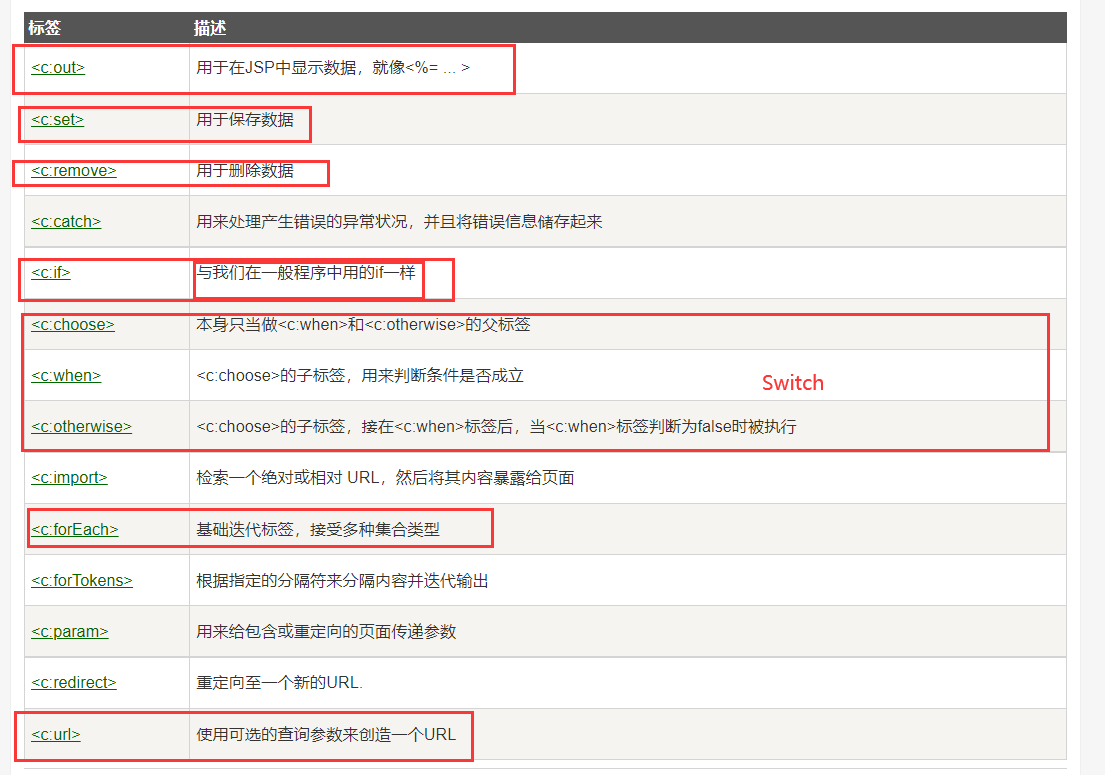 标签 描述
<c:out> 用于在JSP中显示数据，就像<%= ... >
<c:set> 用于保存数据
<c:remove> 用于删除数据
<c:catch> 用来处理产生错误的异常状况，并且将错误信息储存起来
<c:if> 与我们在一般程序中用的if一样
<c:choose> 本身只当做<c:when>和<c:otherwise>的父标签
<c:when> <c:choose>的子标签，用来判断条件是否成立
Switch
<c:otherwise> <c:choose>的子标签，接在<c:when>标签后，当<c:when>标签判断为false时被执行
<c:import> 检索一个绝对或相对 URL，然后将其内容暴露给页面
<c:forEach> 基础迭代标签，接受多种集合类型
<c:forTokens> 根据指定的分隔符来分隔内容并迭代输出
<c:param> 用来给包含或重定向的页面传递参数
<c:redirect> 重定向至一个新的URL.
<c:url> 使用可选的查询参数来创造一个URL